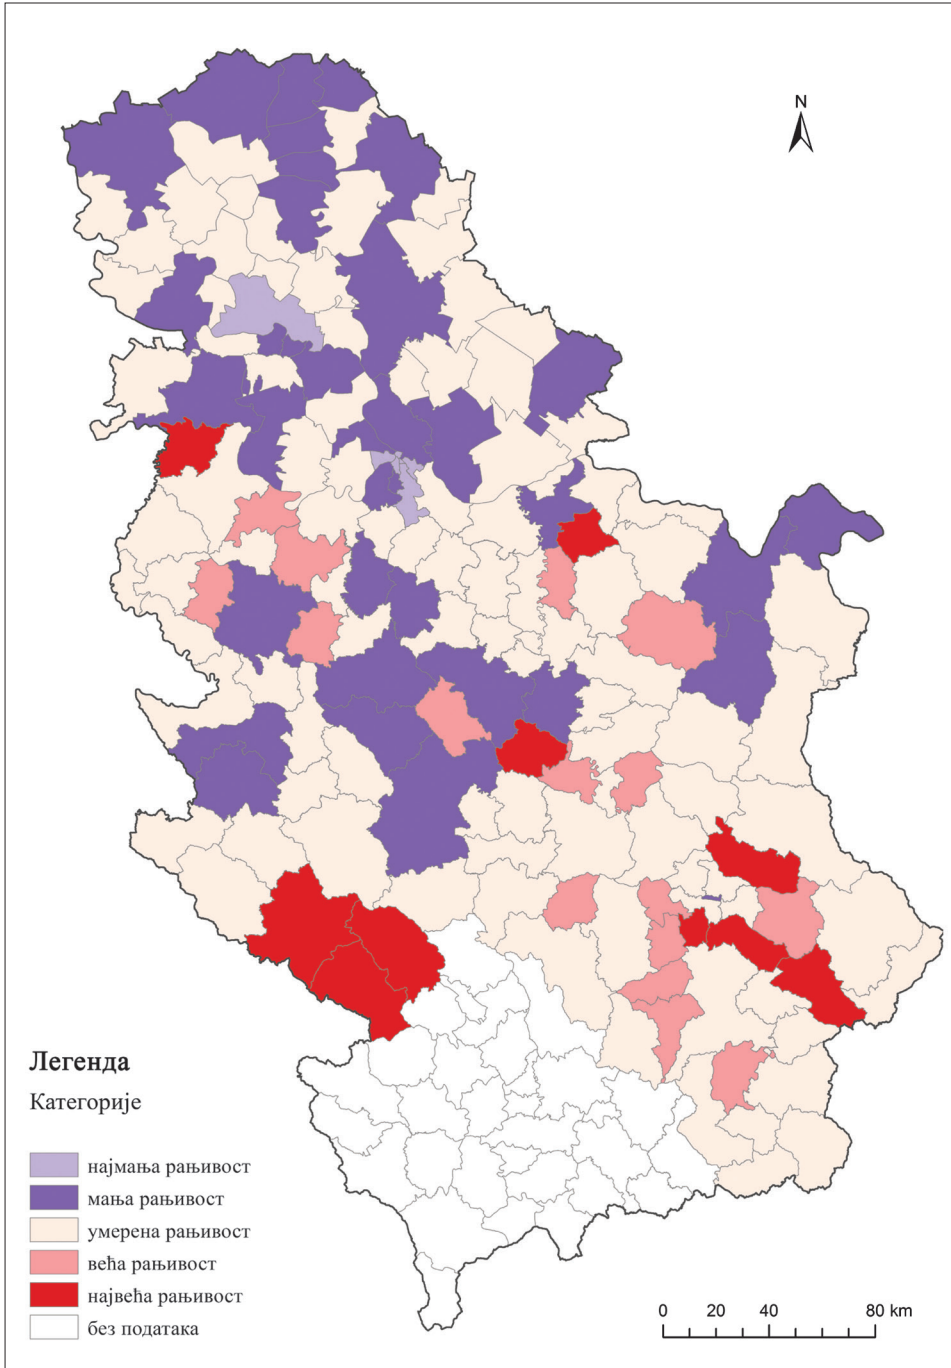 N
Легенда
Категорије
најмања рањивост
мања рањивост
умерена рањивост
већа рањивост
највећа рањивост
без података
0 20 40 80 km